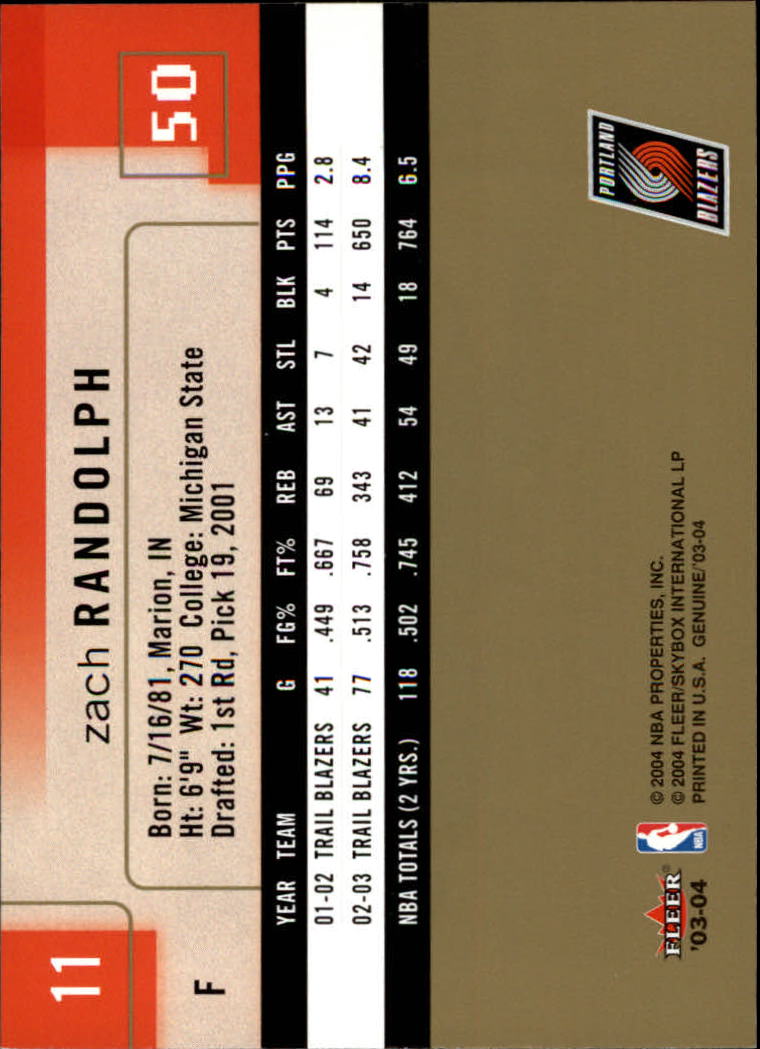 11
zach RANDOLPH
50
F
Born: 7/16/81, Marion, IN
Ht: 6'9" Wt: 270 College: Michigan State
Drafted: 1st Rd, Pick 19, 2001
YEAR TEAM G FG% FT% REB AST STL BLK PTS PPG
01-02 TRAIL BLAZERS 41 .449 .667 69 13 7 4 114 2.8
02-03 TRAIL BLAZERS 77 .513 .758 343 41 42 14 650 8.4
NBA TOTALS (2 YRS.) 118 .502 .745 412 54 49 18 764 6.5
PORTLAND
BLAZERS
FLEER®
'03-04
NBA
© 2004 NBA PROPERTIES, INC.
© 2004 FLEER/SKYBOX INTERNATIONAL LP
PRINTED IN U.S.A. GENUINE/'03-04